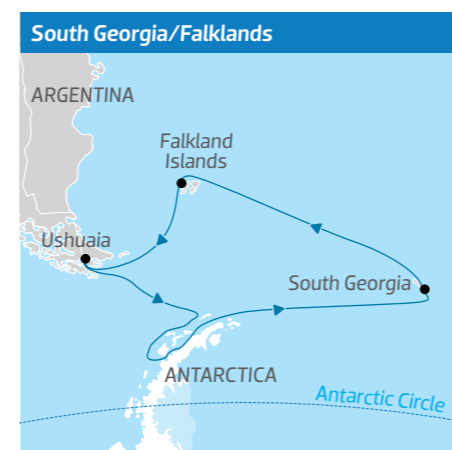 South Georgia/Falklands
ARGENTINA
Falkland
Islands
Ushuaia
South Georgia
ANTARCTICA
Antarctic Circle